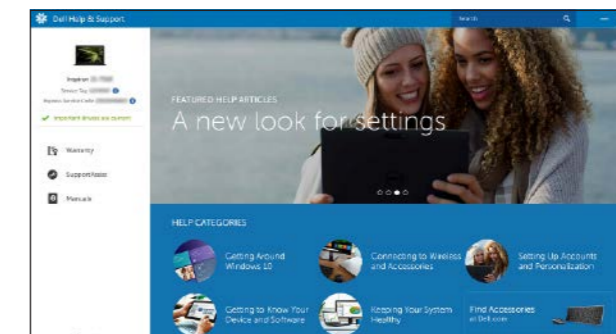 Dell Help & Support
Search
Inspiron
Service Tag
Express Service Code
Important drivers are current
Warranty
SupportAssist
Manuals
FEATURED HELP ARTICLES
A new look for settings
HELP CATEGORIES
Getting Around
Windows 10
Connecting to Wireless
and Accessories
Setting Up Accounts
and Personalization
Getting to Know Your
Device and Software
Keeping Your System
Healthy
Find Accessories
at Dell.com